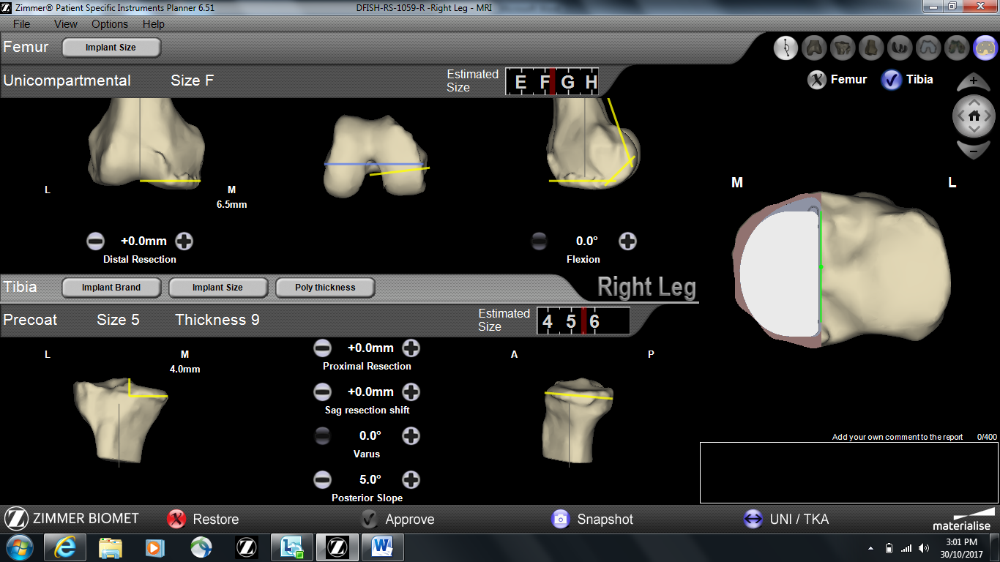 Zimmer® Patient Specific Instruments Planner 6.51
DFISH-RS-1059-R -Right Leg - MRI
File View Options Help
Femur Implant Size
Unicompartmental Size F Estimated Size E F G H
Femur Tibia
L
M
6.5mm
+0.0mm
Distal Resection
0.0°
Flexion
M L
Tibia Implant Brand Implant Size Poly thickness Right Leg
Precoat Size 5 Thickness 9 Estimated Size 4 5 6
L M
4.0mm
+0.0mm
Proximal Resection
+0.0mm
Sag resection shift
0.0°
Varus
5.0°
Posterior Slope
A P
Add your own comment to the report 0/400
ZIMMER BIOMET Restore Approve Snapshot UNI / TKA materialise
3:01 PM
30/10/2017